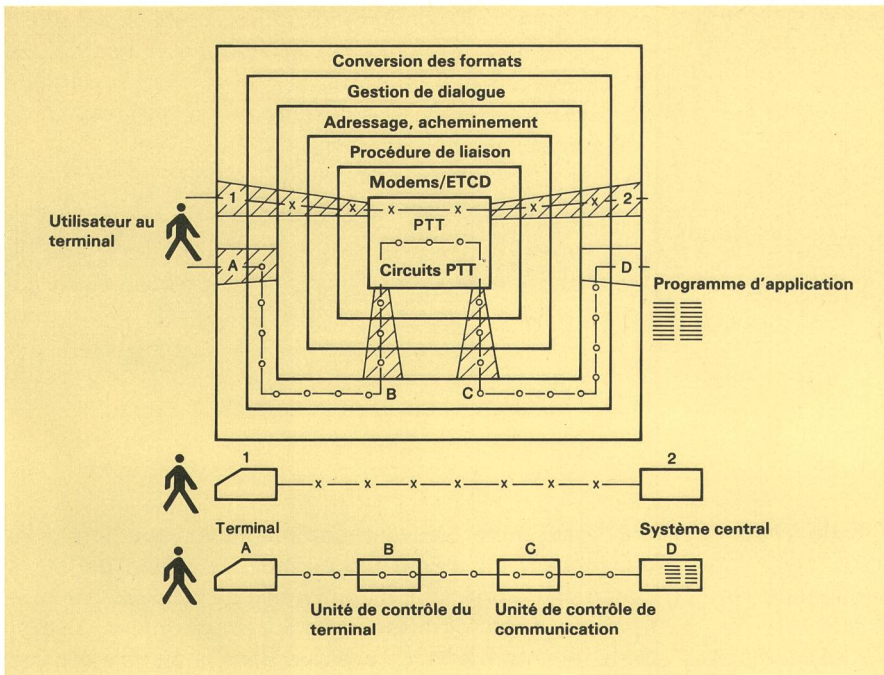 Conversion des formats
Gestion de dialogue
Adressage, acheminement
Procédure de liaison
Modems/ETCD
1
2
x
x
x
x
x
x
Utilisateur au
terminal
PTT
A
D
Circuits PTT
Programme d'application
B
C
1
2
x x x x x x x
Terminal
Système central
A
B
C
D
Unité de contrôle du
terminal
Unité de contrôle de
communication